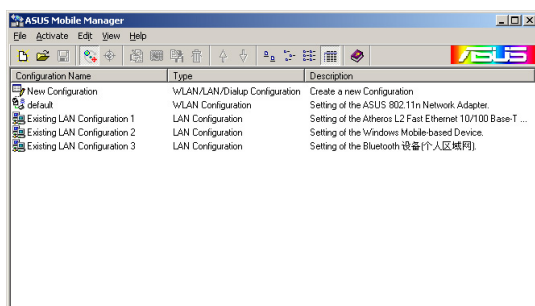 ASUS Mobile Manager
File Activate Edit View Help
/SUS
Configuration Name Type Description
New Configuration WLAN/LAN/Dialup Configuration Create a new Configuration
default WLAN Configuration Setting of the ASUS 802.11n Network Adapter.
Existing LAN Configuration 1 LAN Configuration Setting of the Atheros L2 Fast Ethernet 10/100 Base-T ...
Existing LAN Configuration 2 LAN Configuration Setting of the Windows Mobile-based Device.
Existing LAN Configuration 3 LAN Configuration Setting of the Bluetooth 设备(个人区域网).